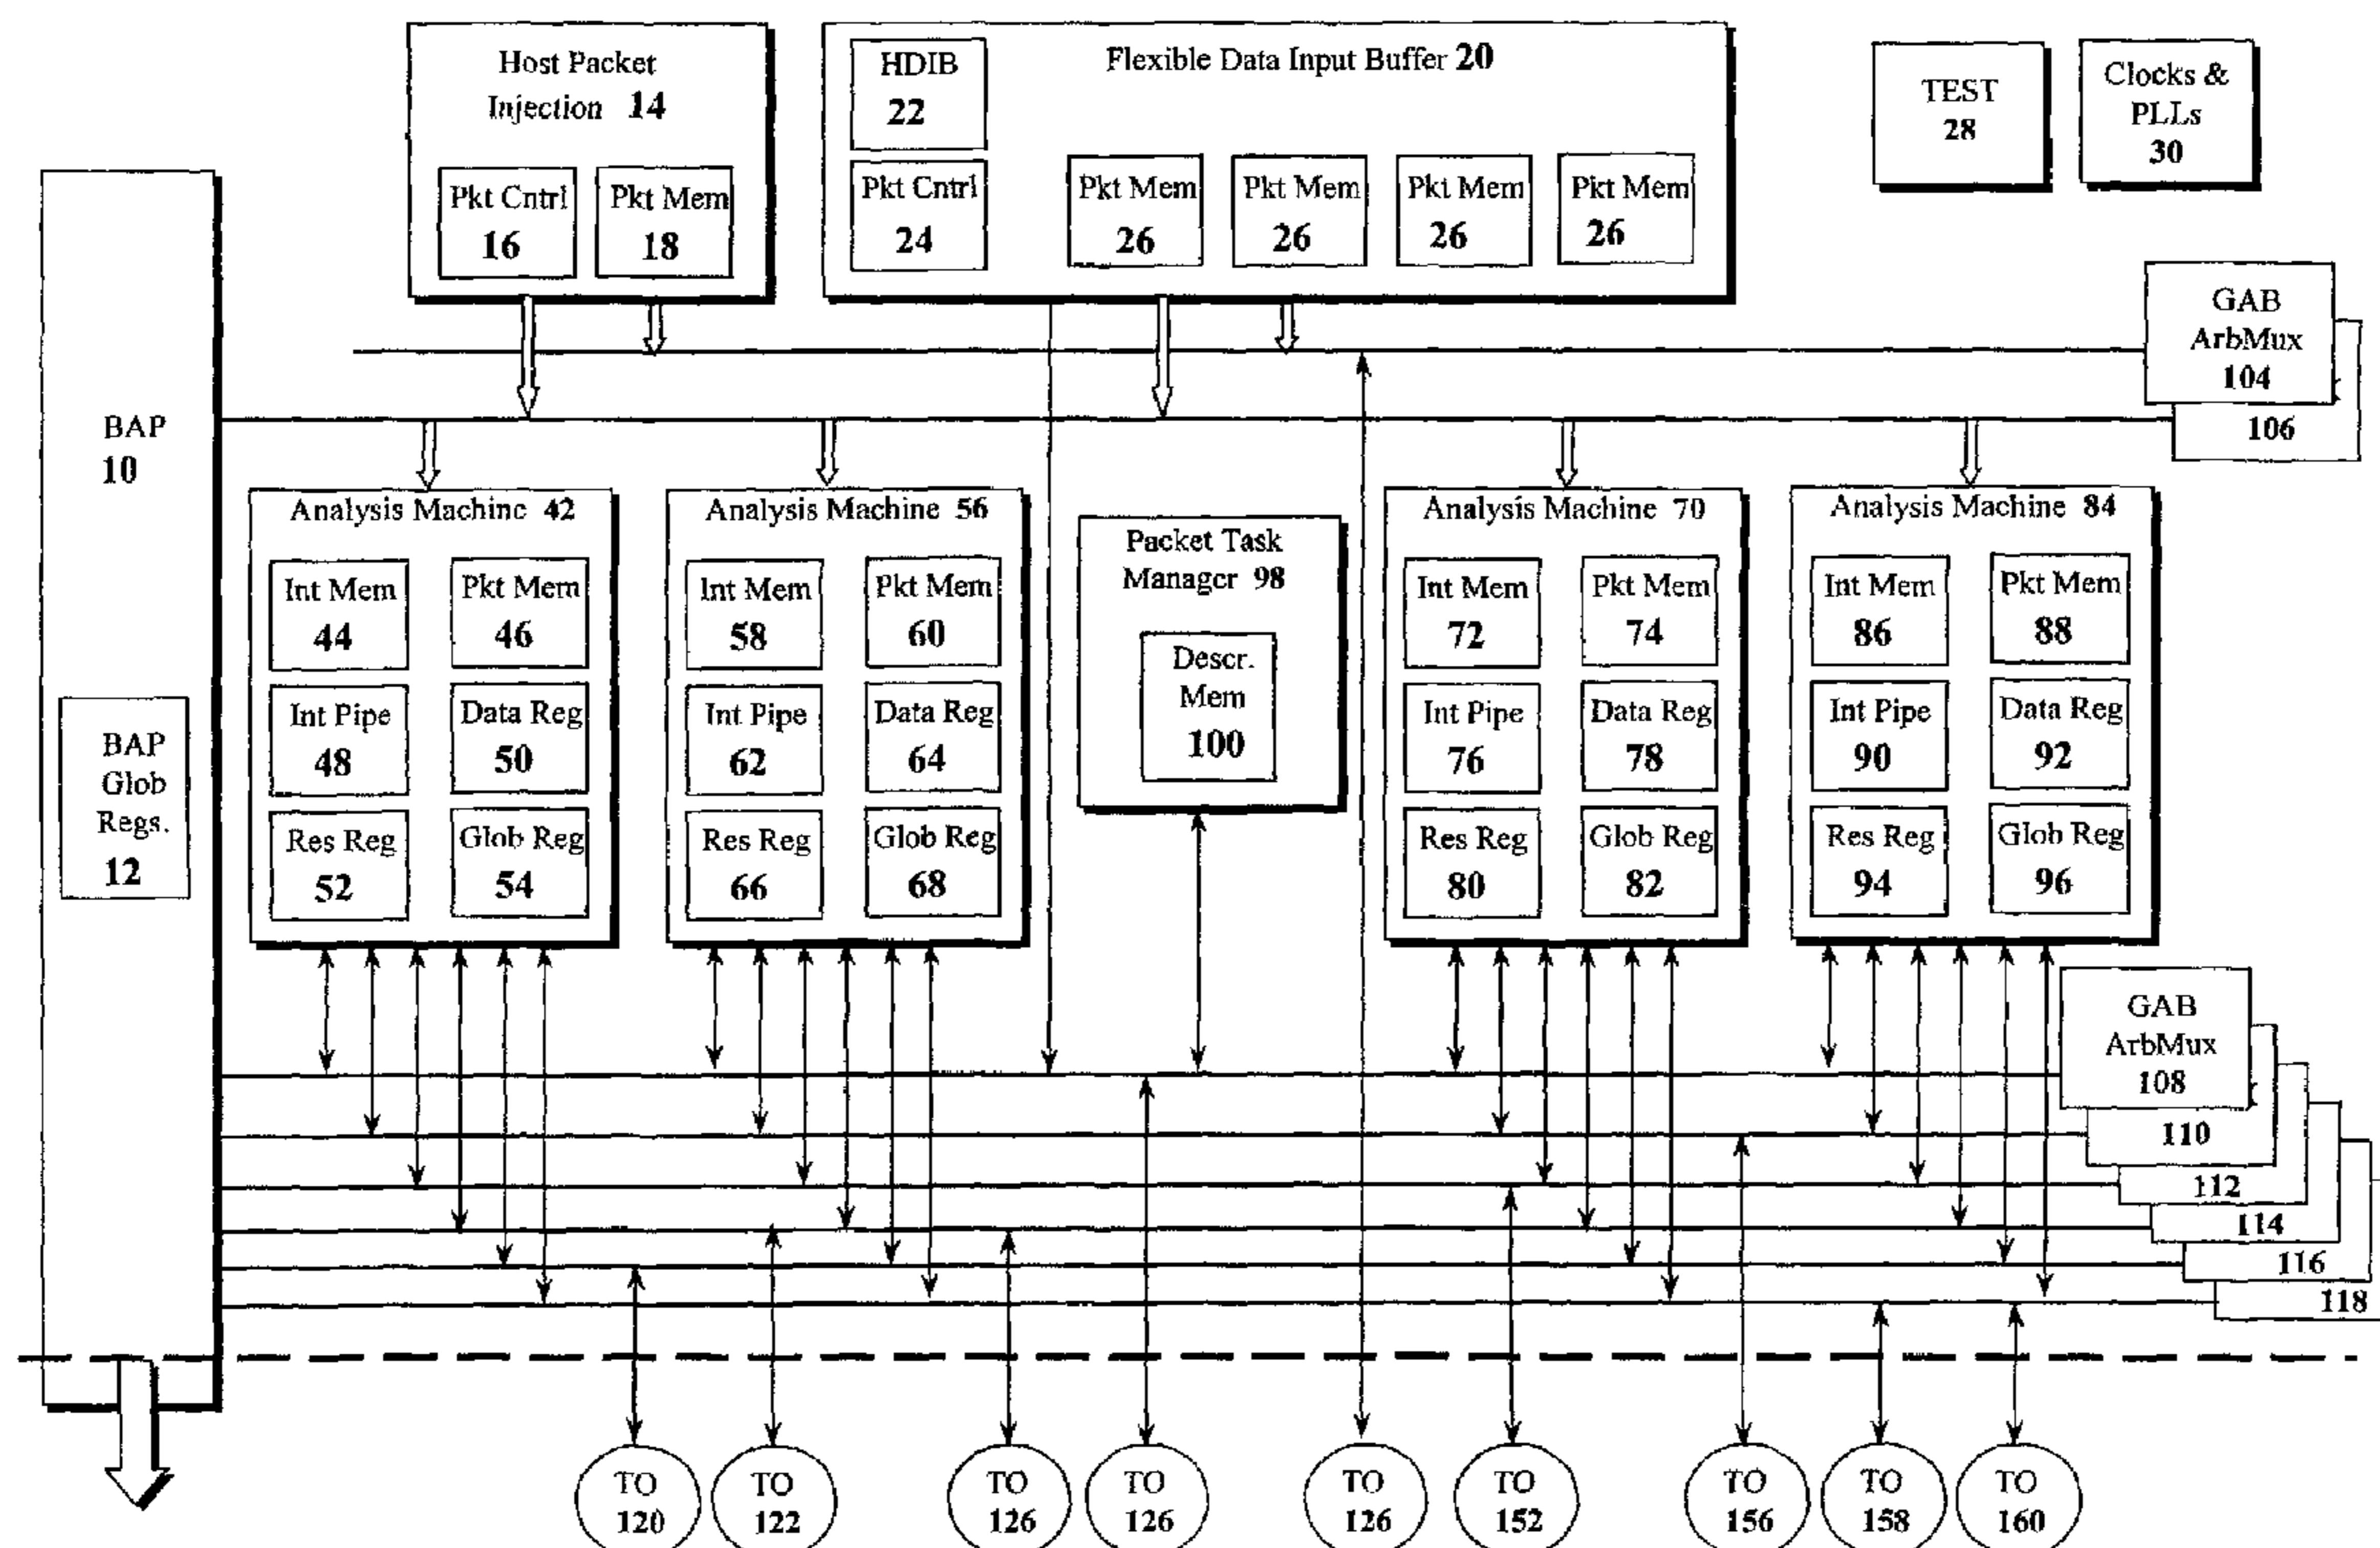 Host Packet
Injection 14
Pkt Cntrl
16
Pkt Mem
18
HDIB
22
Flexible Data Input Buffer 20
Pkt Cntrl
24
Pkt Mem
26
Pkt Mem
26
Pkt Mem
26
Pkt Mem
26
TEST
28
Clocks &
PLLs
30
GAB
ArbMux
104
106
BAP
10
BAP
Glob
Regs.
12
Analysis Machine 42
Int Mem
44
Pkt Mem
46
Int Pipe
48
Data Reg
50
Res Reg
52
Glob Reg
54
Analysis Machine 56
Int Mem
58
Pkt Mem
60
Int Pipe
62
Data Reg
64
Res Reg
66
Glob Reg
68
Packet Task
Manager 98
Descr.
Mem
100
Analysis Machine 70
Int Mem
72
Pkt Mem
74
Int Pipe
76
Data Reg
78
Res Reg
80
Glob Reg
82
Analysis Machine 84
Int Mem
86
Pkt Mem
88
Int Pipe
90
Data Reg
92
Res Reg
94
Glob Reg
96
GAB
ArbMux
108
110
112
114
116
118
TO
120
TO
122
TO
126
TO
126
TO
126
TO
152
TO
156
TO
158
TO
160